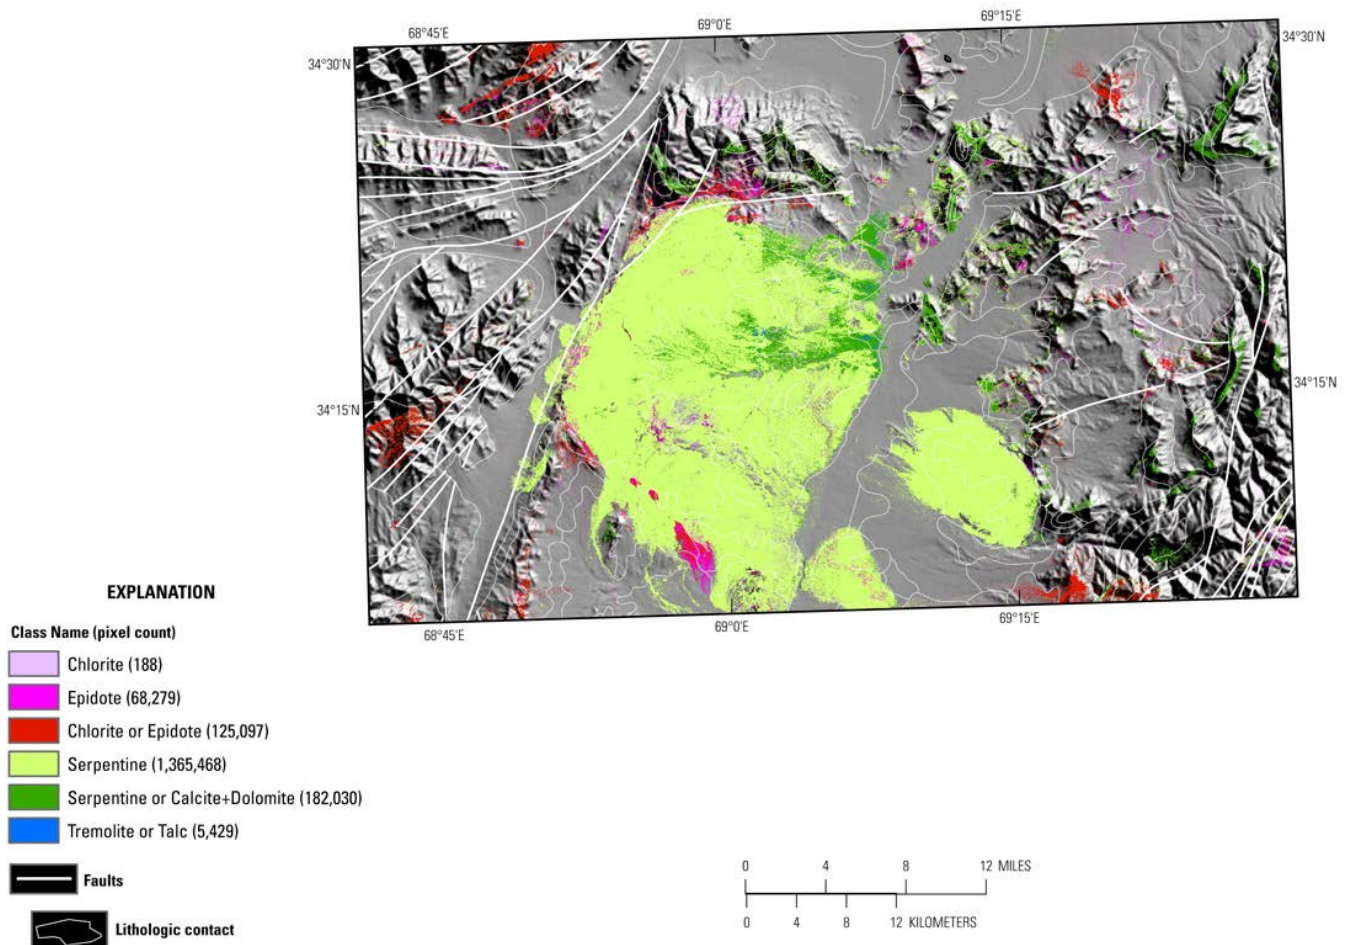 68°45'E
69°0'E
69°15'E
34°30'N
34°30'N
34°15'N
34°15'N
68°45'E
69°0'E
69°15'E
EXPLANATION
Class Name (pixel count)
Chlorite (188)
Epidote (68,279)
Chlorite or Epidote (125,097)
Serpentine (1,365,468)
Serpentine or Calcite+Dolomite (182,030)
Tremolite or Talc (5,429)
Faults
Lithologic contact
0 4 8 12 MILES
0 4 8 12 KILOMETERS